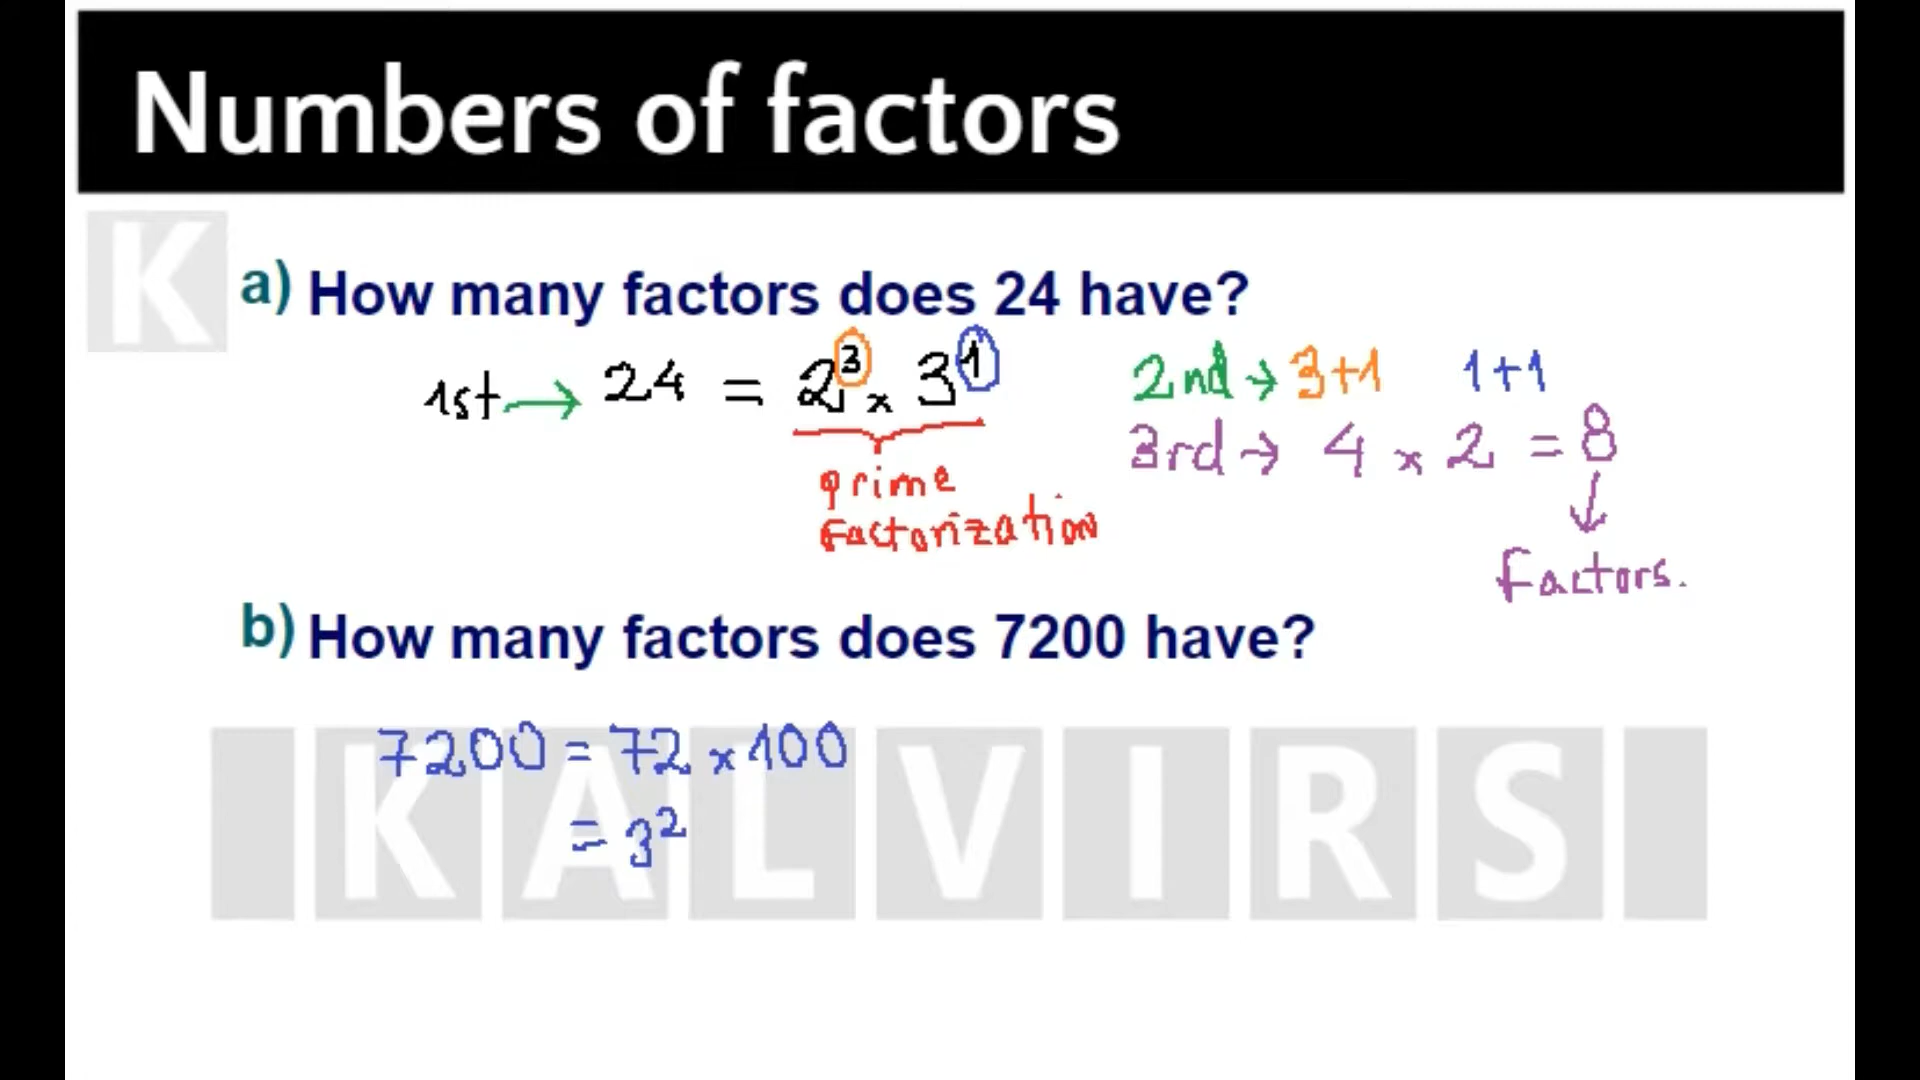 Numbers of factors
K
a) How many factors does 24 have?
1st → 24 = 2³ × 3¹
2nd → 3+1 1+1
3rd → 4 × 2 = 8
prime
factorization
factors.
b) How many factors does 7200 have?
7200 = 72 × 100
= 3²
KALVIRS